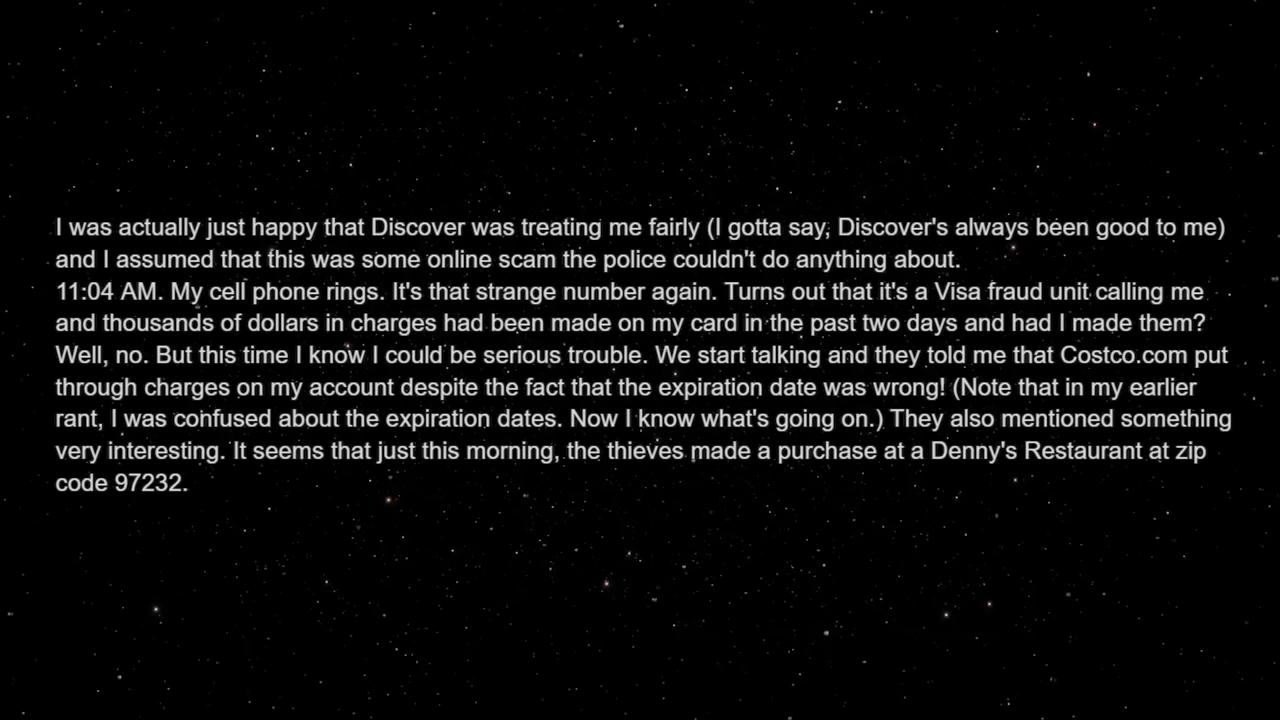 I was actually just happy that Discover was treating me fairly (I gotta say, Discover's always been good to me)
and I assumed that this was some online scam the police couldn't do anything about.
11:04 AM. My cell phone rings. It's that strange number again. Turns out that it's a Visa fraud unit calling me
and thousands of dollars in charges had been made on my card in the past two days and had I made them?
Well, no. But this time I know I could be serious trouble. We start talking and they told me that Costco.com put
through charges on my account despite the fact that the expiration date was wrong! (Note that in my earlier
rant, I was confused about the expiration dates. Now I know what's going on.) They also mentioned something
very interesting. It seems that just this morning, the thieves made a purchase at a Denny's Restaurant at zip
code 97232.